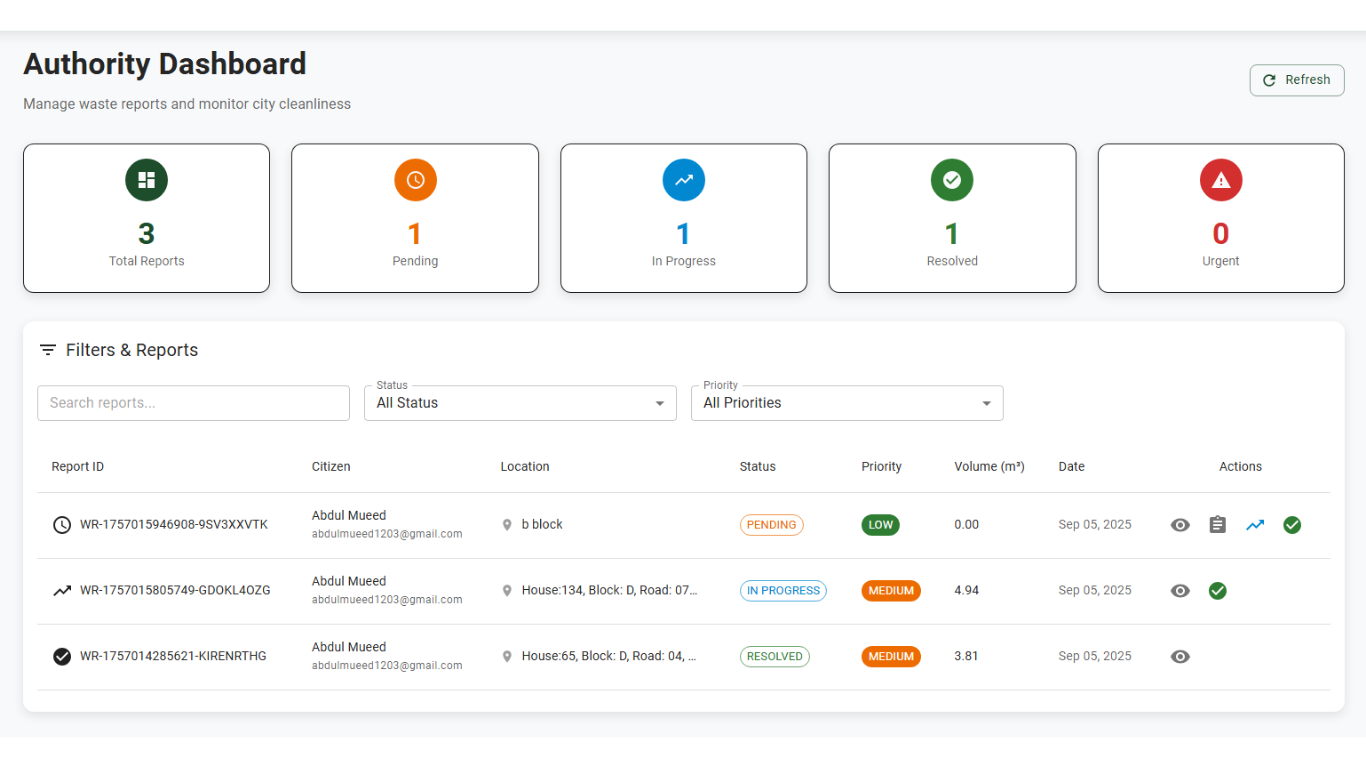 Authority Dashboard
Manage waste reports and monitor city cleanliness
Refresh
3
Total Reports
1
Pending
1
In Progress
1
Resolved
0
Urgent
Filters & Reports
Search reports...
Status
All Status
Priority
All Priorities
Report ID Citizen Location Status Priority Volume (m³) Date Actions
WR-1757015946908-9SV3XXVTK Abdul Mueed b block PENDING LOW 0.00 Sep 05, 2025
abdulmueed1203@gmail.com
WR-1757015805749-GDOKL4OZG Abdul Mueed House:134, Block: D, Road: 07... IN PROGRESS MEDIUM 4.94 Sep 05, 2025
abdulmueed1203@gmail.com
WR-1757014285621-KIRENRTHG Abdul Mueed House:65, Block: D, Road: 04, ... RESOLVED MEDIUM 3.81 Sep 05, 2025
abdulmueed1203@gmail.com